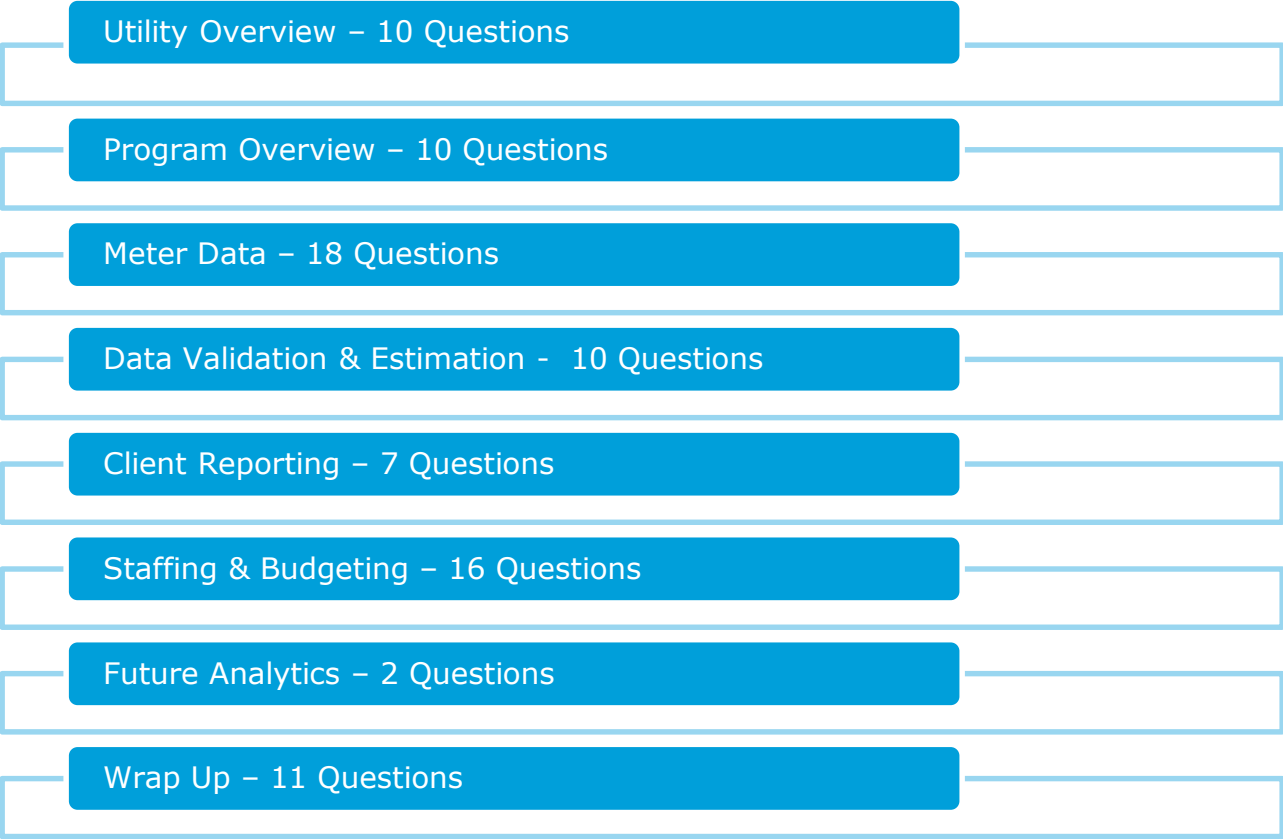 Utility Overview – 10 Questions
Program Overview – 10 Questions
Meter Data – 18 Questions
Data Validation & Estimation -  10 Questions
Client Reporting – 7 Questions
Staffing & Budgeting – 16 Questions
Future Analytics – 2 Questions
Wrap Up – 11 Questions